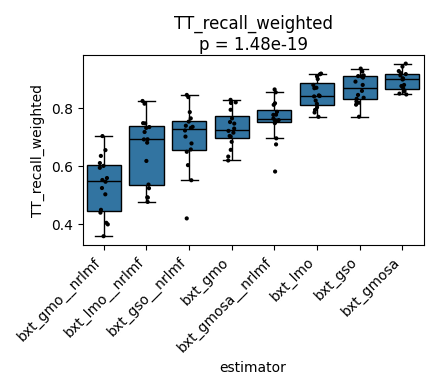 TT_recall_weighted
p = 1.48e-19
TT_recall_weighted
0.8
0.6
0.4
bxt_gmo__nrlmf
bxt_lmo__nrlmf
bxt_gso__nrlmf
bxt_gmo
bxt_gmosa__nrlmf
bxt_lmo
bxt_gso
bxt_gmosa
estimator